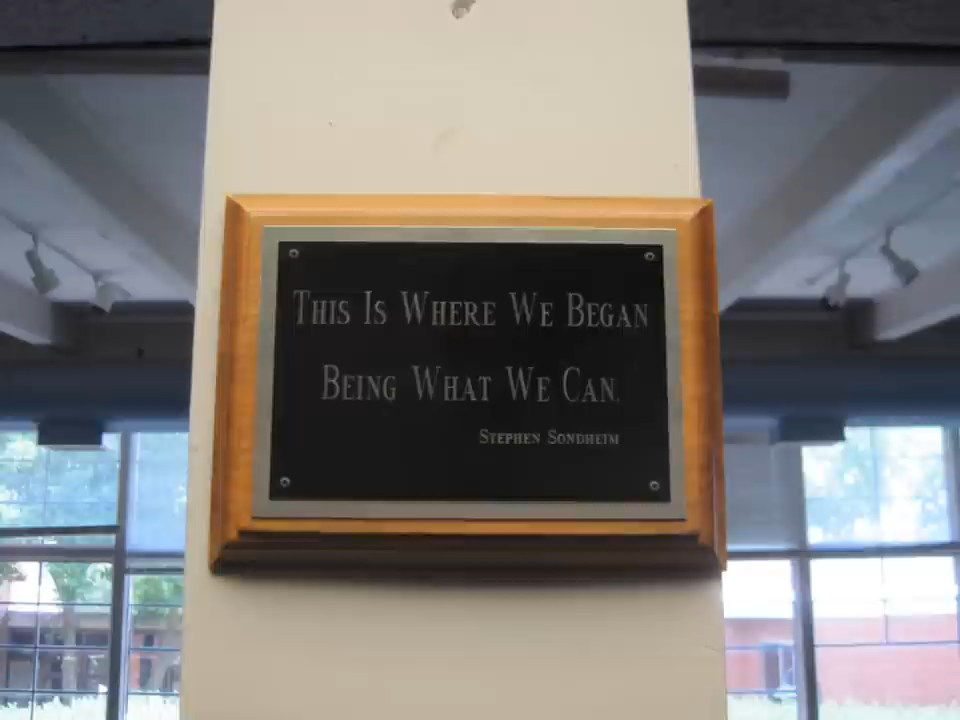 This Is Where We Began
Being What We Can.
Stephen Sondheim